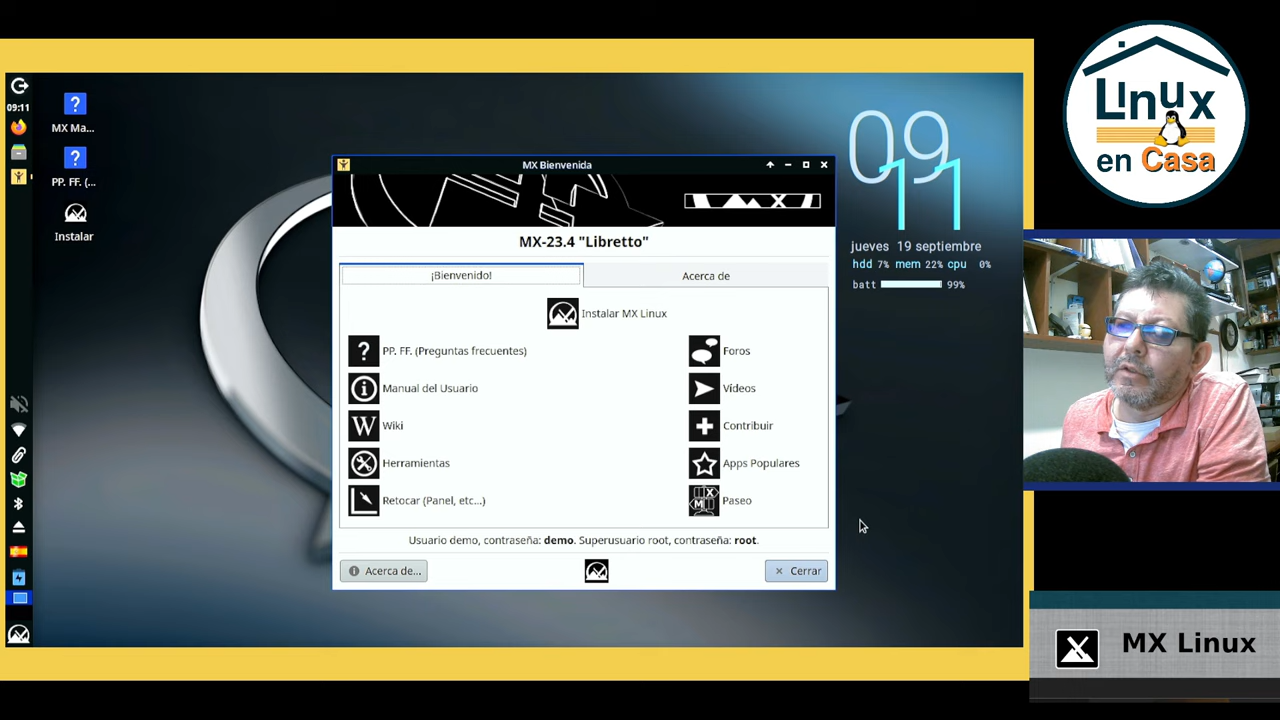 09:11
MX Ma...
PP. FF. (...
Instalar
MX Bienvenida
MX-23.4 "Libretto"
¡Bienvenido!
Acerca de
Instalar MX Linux
PP. FF. (Preguntas frecuentes)
Manual del Usuario
Wiki
Herramientas
Retocar (Panel, etc...)
Foros
Vídeos
Contribuir
Apps Populares
Paseo
Usuario demo, contraseña: demo. Superusuario root, contraseña: root.
Acerca de...
Cerrar
09
11
jueves 19 septiembre
hdd 7% mem 22% cpu 0%
batt 99%
Linux
en Casa
MX Linux